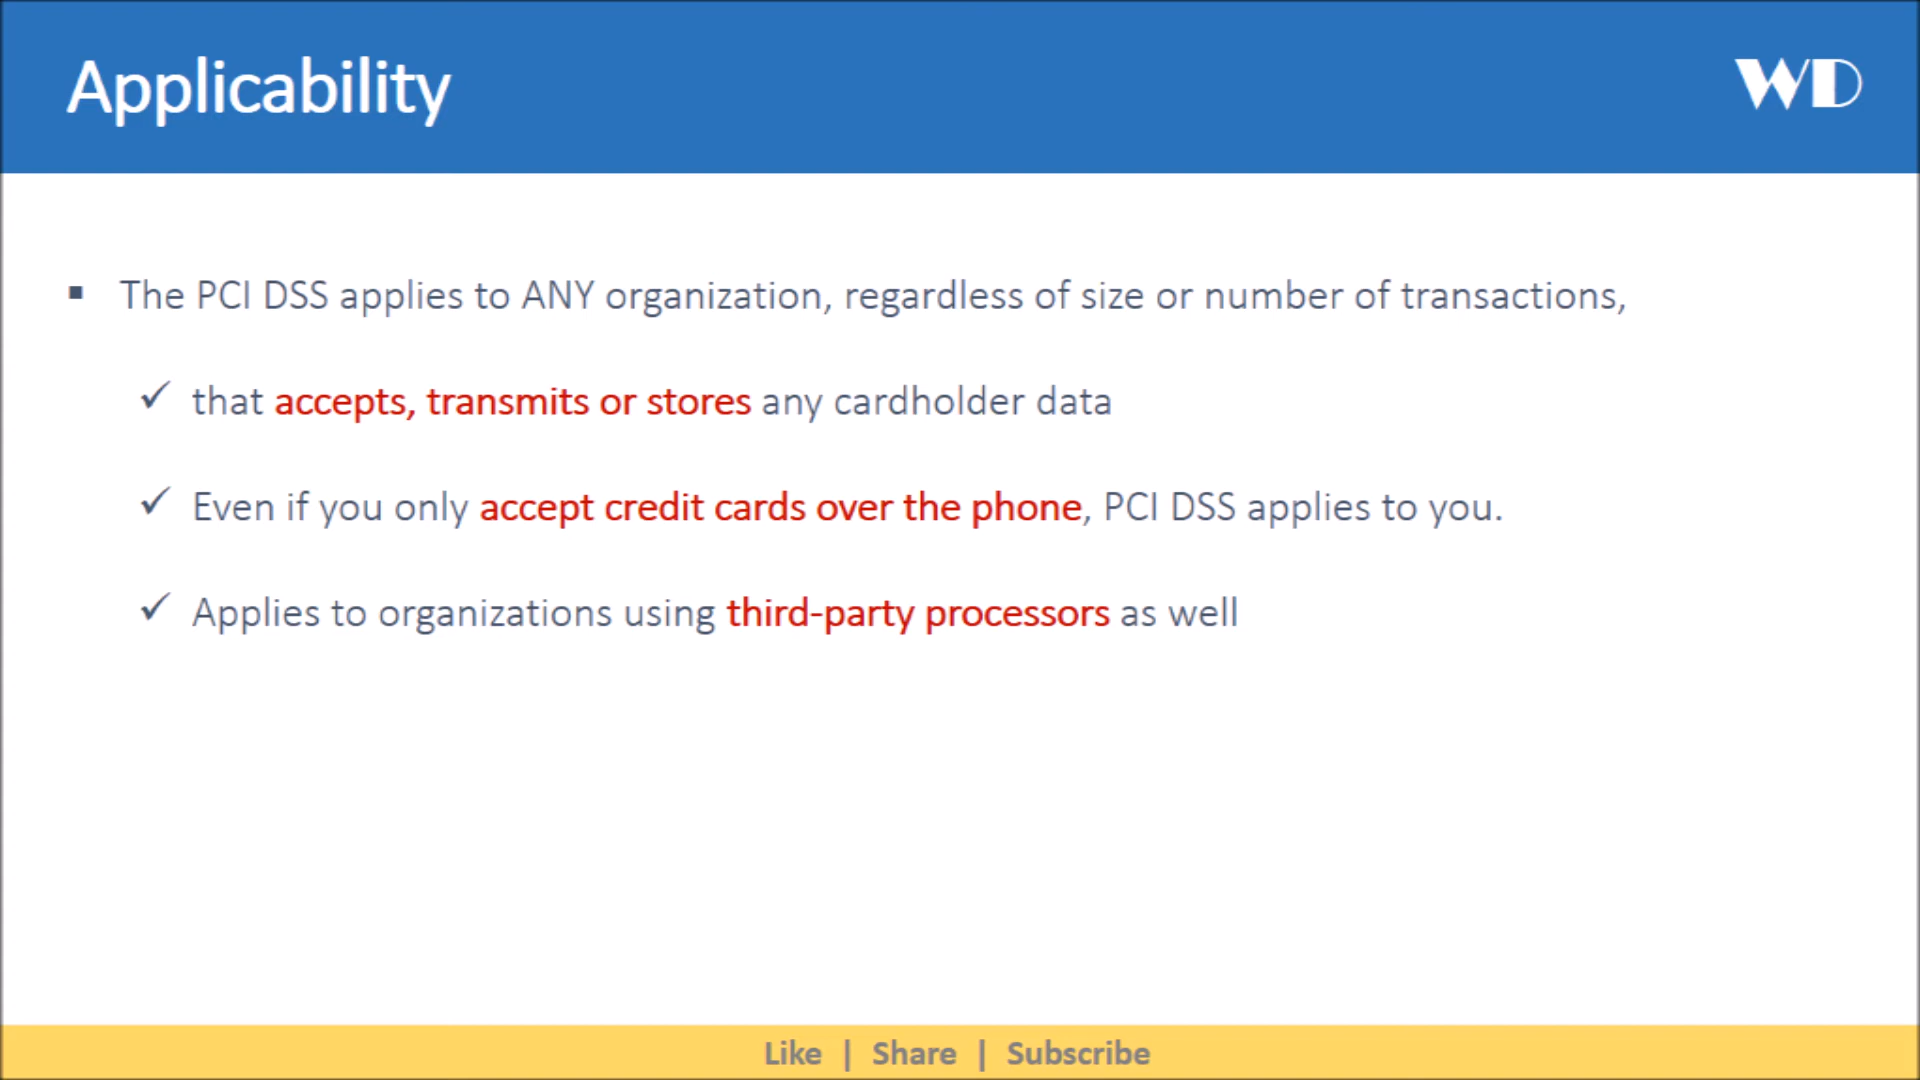 Applicability
WD
▪ The PCI DSS applies to ANY organization, regardless of size or number of transactions,
✓ that accepts, transmits or stores any cardholder data
✓ Even if you only accept credit cards over the phone, PCI DSS applies to you.
✓ Applies to organizations using third-party processors as well
Like | Share | Subscribe